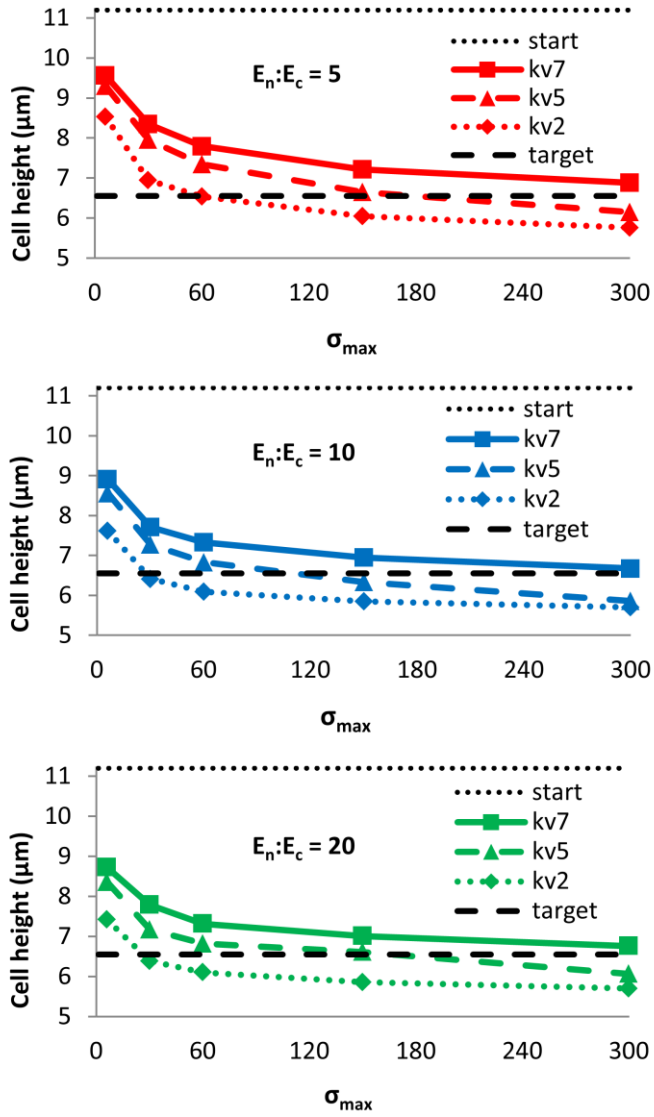 11
10
9
8
7
6
5
Cell height (µm)
Eₙ:E꜀ = 5
start
kv7
kv5
kv2
target
0 60 120 180 240 300
σₘₐₓ
11
10
9
8
7
6
5
Cell height (µm)
Eₙ:E꜀ = 10
start
kv7
kv5
kv2
target
0 60 120 180 240 300
σₘₐₓ
11
10
9
8
7
6
5
Cell height (µm)
Eₙ:E꜀ = 20
start
kv7
kv5
kv2
target
0 60 120 180 240 300
σₘₐₓ